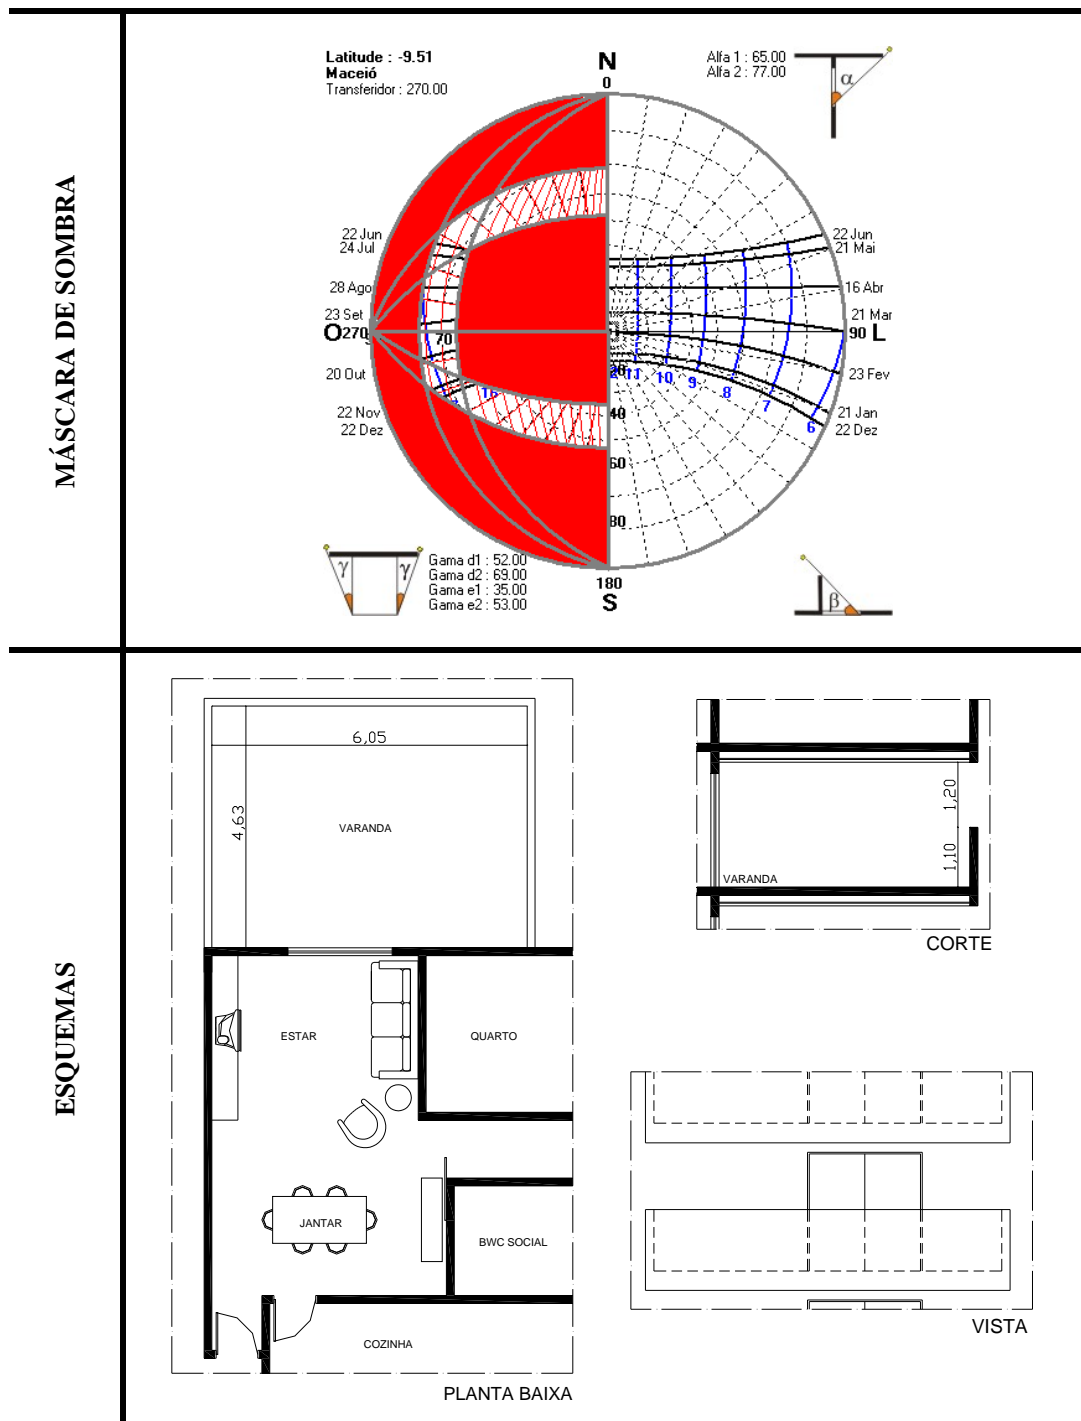 MÁSCARA DE SOMBRA
Latitude : -9.51
Maceió
Transferidor : 270.00
N
0
Alfa 1 : 65.00
Alfa 2 : 77.00
α
22 Jun
24 Jul
28 Ago
23 Set
O 270
70
20 Out
22 Nov
22 Dez
22 Jun
21 Mai
16 Abr
21 Mar
90 L
23 Fev
21 Jan
22 Dez
11
10
9
8
7
6
40
60
80
180
S
γ
γ
Gama d1 : 52.00
Gama d2 : 69.00
Gama e1 : 35.00
Gama e2 : 53.00
β
ESQUEMAS
6,05
4,63
VARANDA
ESTAR
QUARTO
JANTAR
BWC SOCIAL
COZINHA
PLANTA BAIXA
1,20
1,10
VARANDA
CORTE
VISTA